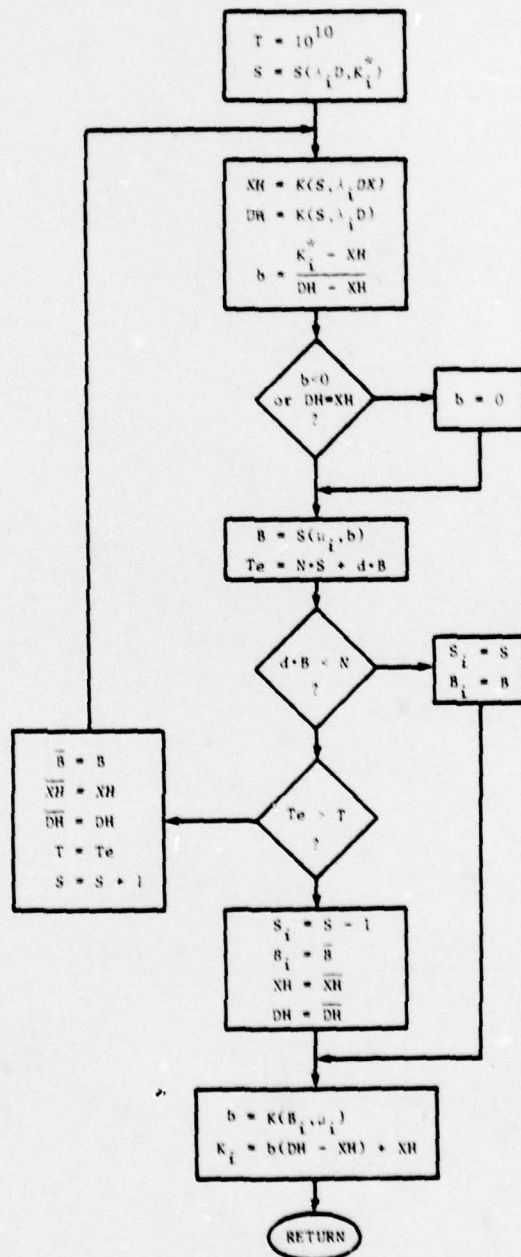 T = 10^10
S = S(λ_i D, K_i^*)
XH = K(S, λ_i DX)
DH = K(S, λ_i D)
b = (K_i^* - XH) / (DH - XH)
b<0
or DH=XH
?
b = 0
B = S(u_i, b)
Te = N·S + d·B
d·B < N
?
S_i = S
B_i = B
B̅ = B
X̅H̅ = XH
D̅H̅ = DH
T = Te
S = S + 1
Te > T
?
S_i = S - 1
B_i = B̅
XH = X̅H̅
DH = D̅H̅
b = K(B_i, u_i)
K_i = b(DH - XH) + XH
RETURN